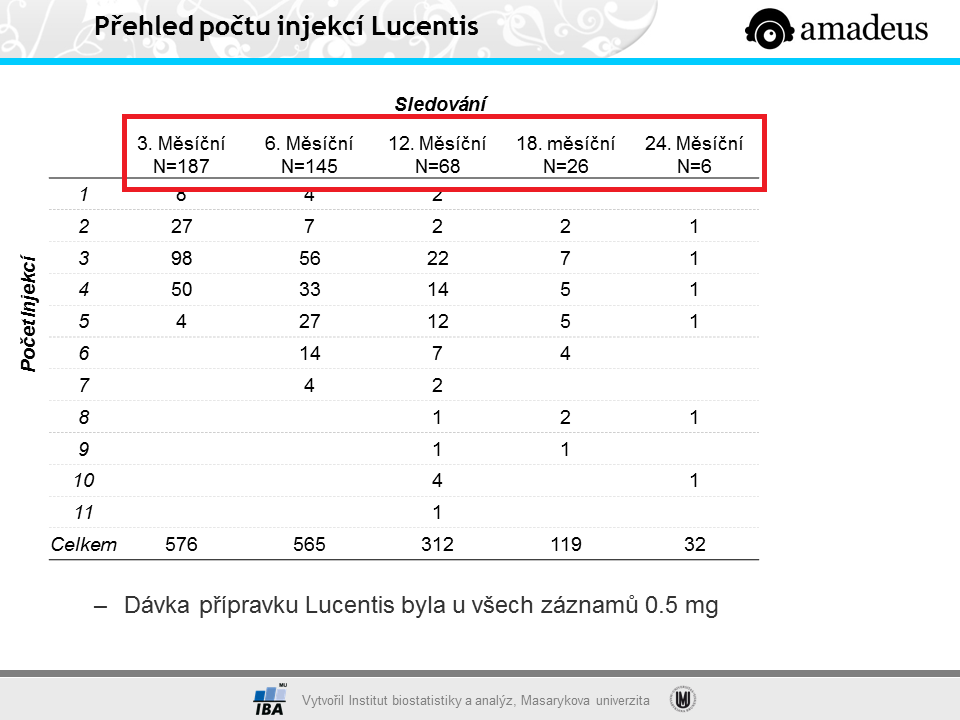 Přehled počtu injekcí Lucentis
amadeus
Sledování
3. Měsíční 6. Měsíční 12. Měsíční 18. měsíční 24. Měsíční
N=187 N=145 N=68 N=26 N=6
Počet Injekcí
1 8 4 2
2 27 7 2 2 1
3 98 56 22 7 1
4 50 33 14 5 1
5 4 27 12 5 1
6 14 7 4
7 4 2
8 1 2 1
9 1 1
10 4 1
11 1
Celkem 576 565 312 119 32
– Dávka přípravku Lucentis byla u všech záznamů 0.5 mg
MU
IBA
Vytvořil Institut biostatistiky a analýz, Masarykova univerzita